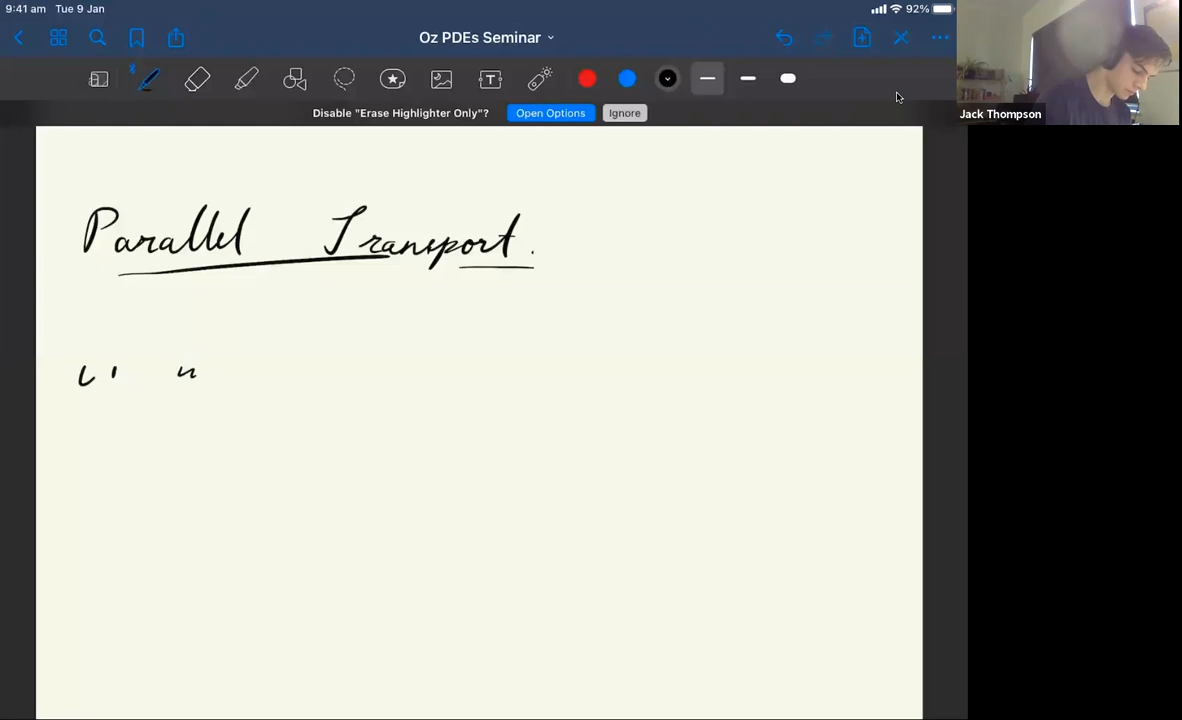 9:41 am Tue 9 Jan
92%
Oz PDEs Seminar
Disable "Erase Highlighter Only"?
Open Options
Ignore
Jack Thompson
Parallel Transport.